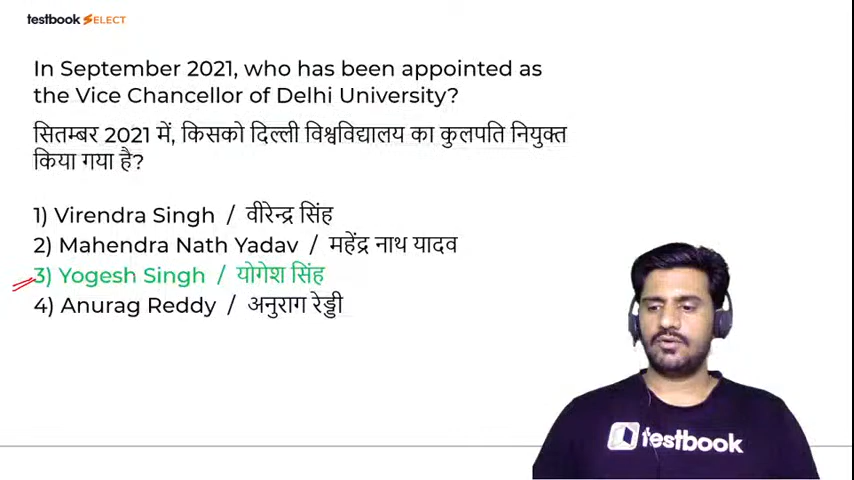 testbook SELECT
In September 2021, who has been appointed as
the Vice Chancellor of Delhi University?
सितम्बर 2021 में, किसको दिल्ली विश्वविद्यालय का कुलपति नियुक्त
किया गया है?
1) Virendra Singh / वीरेन्द्र सिंह
2) Mahendra Nath Yadav / महेंद्र नाथ यादव
3) Yogesh Singh / योगेश सिंह
4) Anurag Reddy / अनुराग रेड्डी
testbook